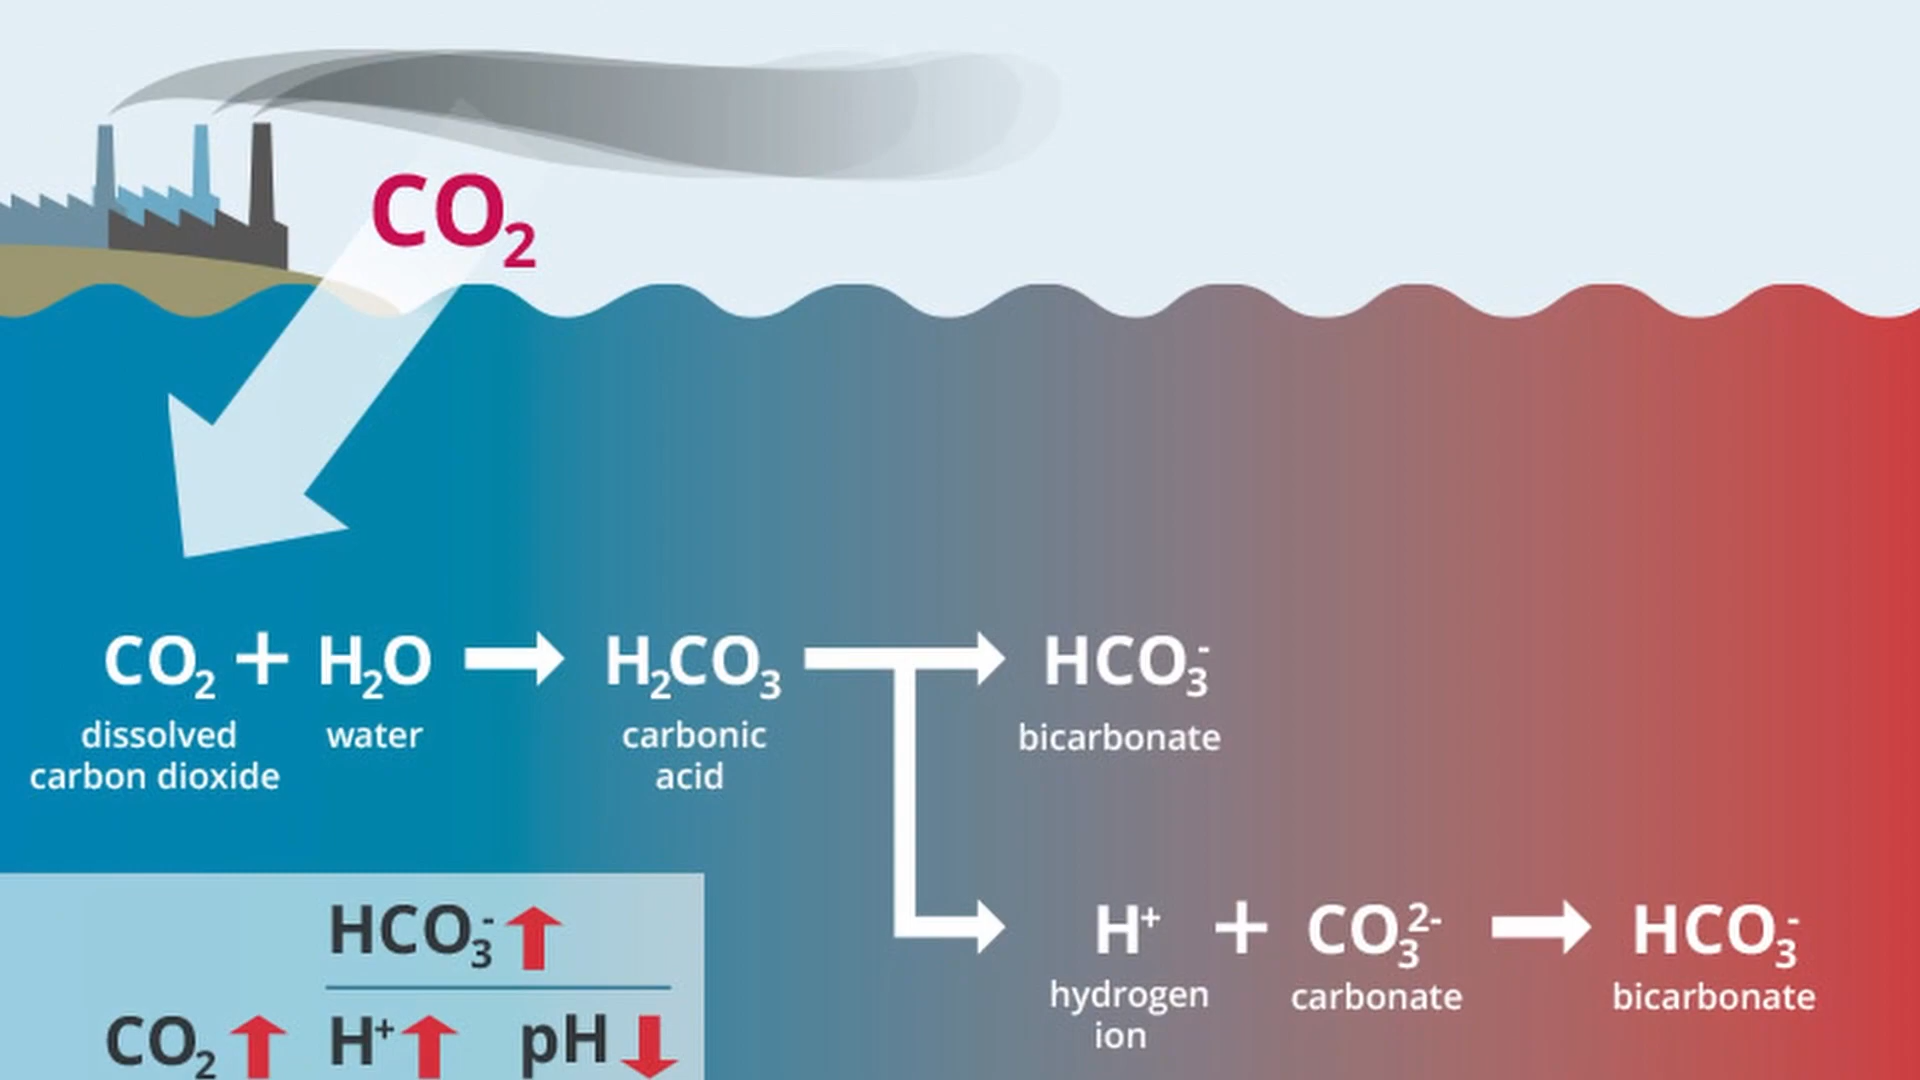 CO₂
CO₂ + H₂O → H₂CO₃ → HCO₃⁻
dissolved carbon dioxide
water
carbonic acid
bicarbonate
H⁺ + CO₃²⁻ → HCO₃⁻
hydrogen ion
carbonate
bicarbonate
HCO₃⁻ ↑
CO₂ ↑ H⁺ ↑ pH ↓